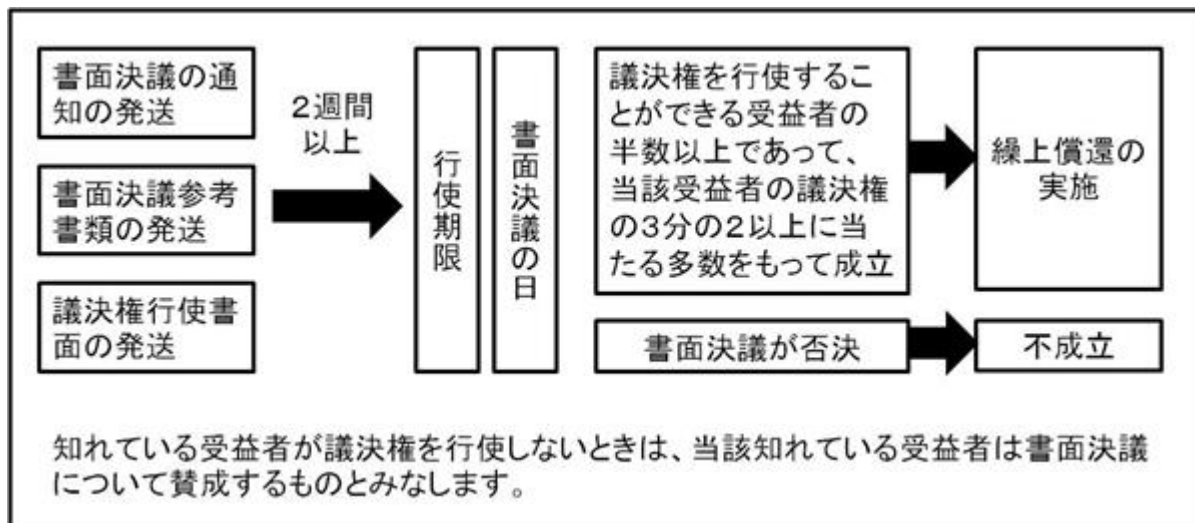 書面決議の通
知の発送
書面決議参考
書類の発送
議決権行使書
面の発送
2週間
以上
行使期限
書面決議の日
議決権を行使するこ
とができる受益者の
半数以上であって、
当該受益者の議決権
の3分の2以上に当
たる多数をもって成立
繰上償還の
実施
書面決議が否決
不成立
知れている受益者が議決権を行使しないときは、当該知れている受益者は書面決議
について賛成するものとみなします。